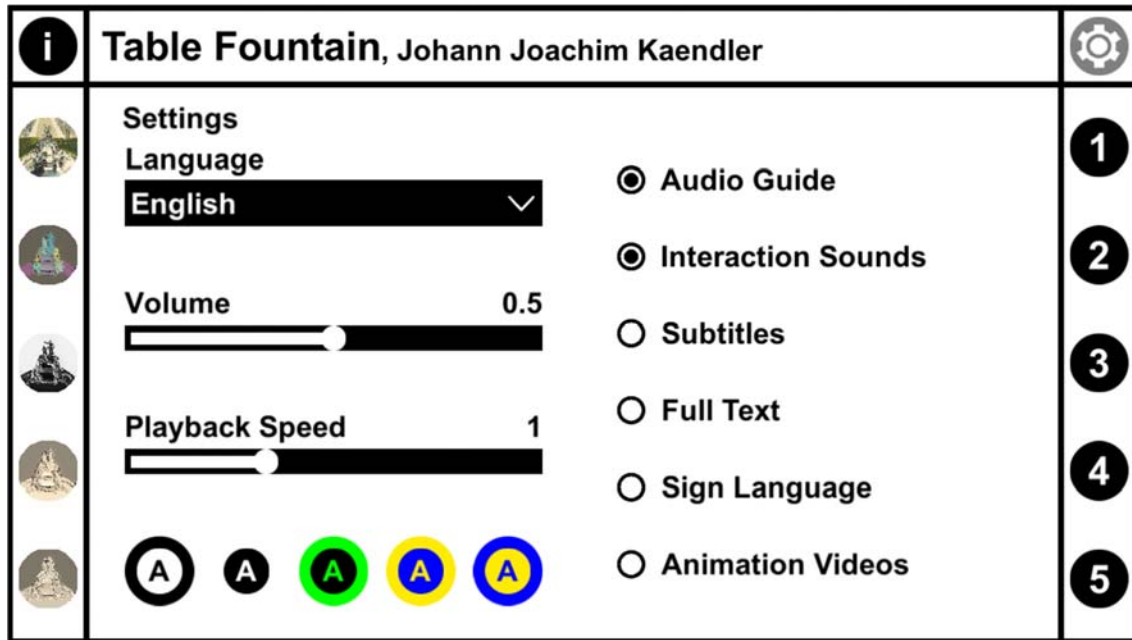 i
Table Fountain, Johann Joachim Kaendler
Settings
Language
English
Volume 0.5
Playback Speed 1
A A A A A
Audio Guide
Interaction Sounds
Subtitles
Full Text
Sign Language
Animation Videos
1
2
3
4
5